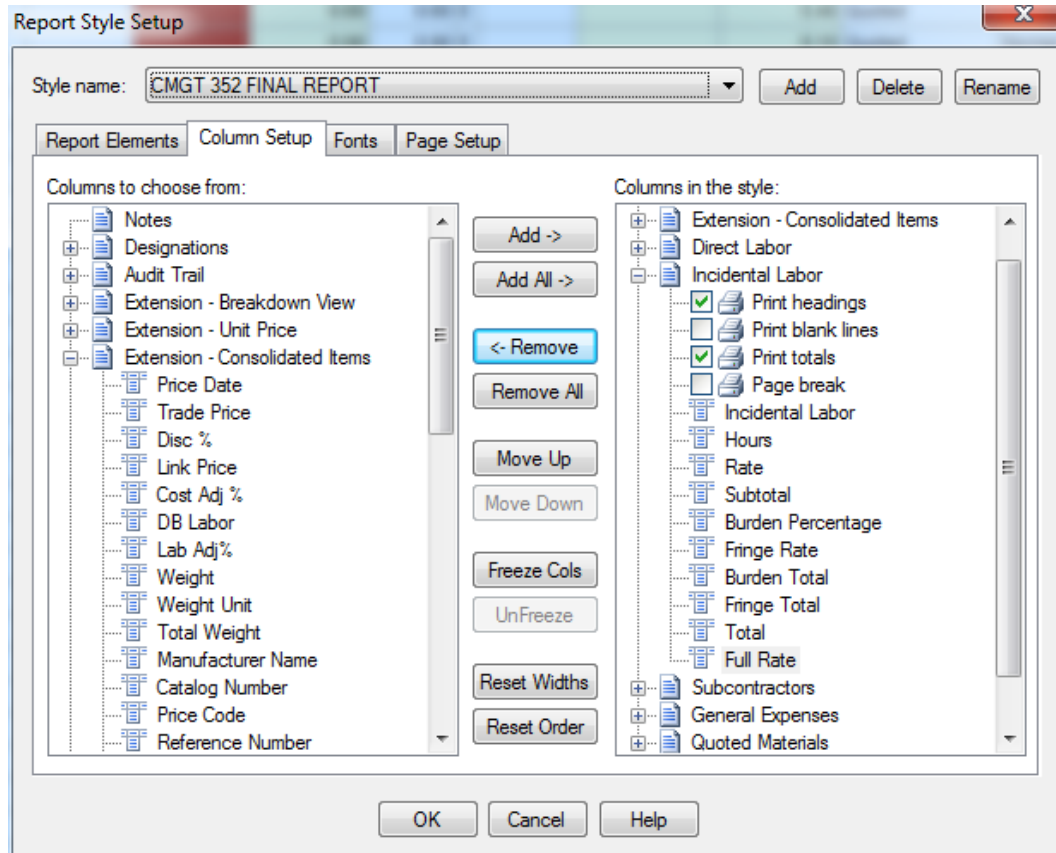 Report Style Setup
Style name: CMGT 352 FINAL REPORT Add Delete Rename
Report Elements Column Setup Fonts Page Setup
Columns to choose from:
Notes
Designations
Audit Trail
Extension - Breakdown View
Extension - Unit Price
Extension - Consolidated Items
Price Date
Trade Price
Disc %
Link Price
Cost Adj %
DB Labor
Lab Adj%
Weight
Weight Unit
Total Weight
Manufacturer Name
Catalog Number
Price Code
Reference Number
Add ->
Add All ->
<- Remove
Remove All
Move Up
Move Down
Freeze Cols
UnFreeze
Reset Widths
Reset Order
Columns in the style:
Extension - Consolidated Items
Direct Labor
Incidental Labor
Print headings
Print blank lines
Print totals
Page break
Incidental Labor
Hours
Rate
Subtotal
Burden Percentage
Fringe Rate
Burden Total
Fringe Total
Total
Full Rate
Subcontractors
General Expenses
Quoted Materials
OK Cancel Help